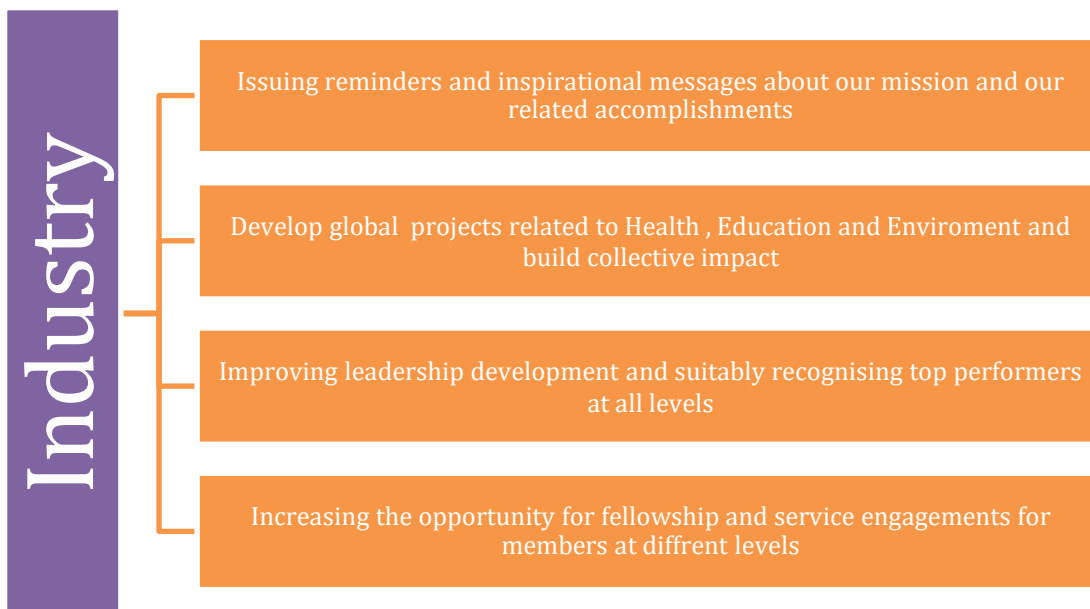 Industry
Issuing reminders and inspirational messages about our mission and our
related accomplishments
Develop global  projects related to Health , Education and Enviroment and
build collective impact
Improving leadership development and suitably recognising top performers
at all levels
Increasing the opportunity for fellowship and service engagements for
members at diffrent levels